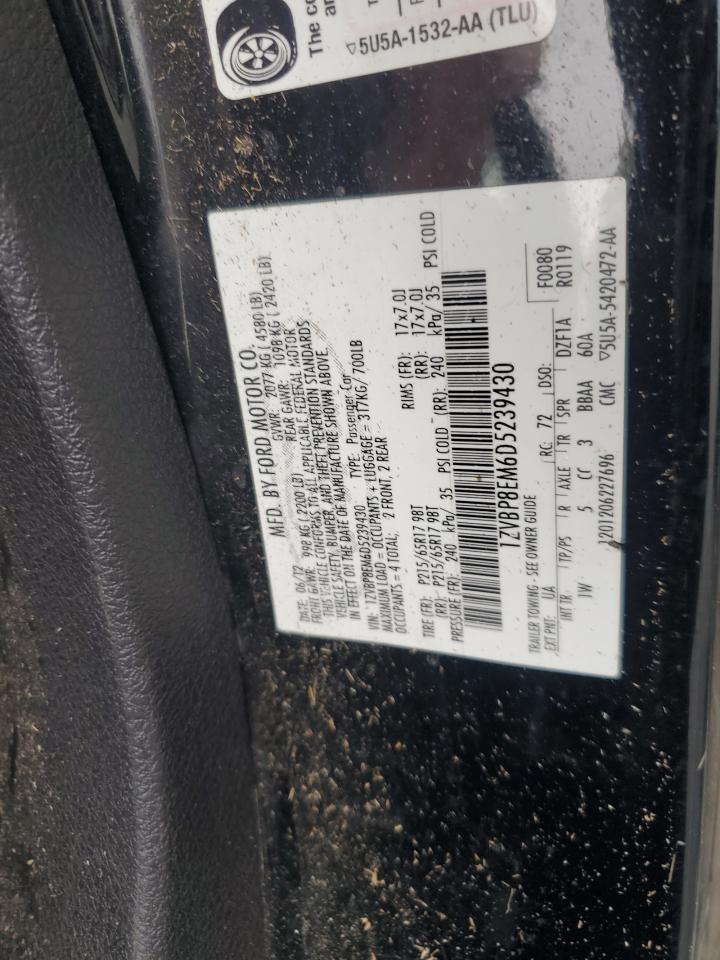 The co
an
▽5U5A-1532-AA (TLU)
MFD. BY FORD MOTOR CO.
DATE: 06/12 GVWR: 2077 KG ( 4580 LB)
FRONT GAWR: 998 KG ( 2200 LB) REAR GAWR: 1098 KG ( 2420 LB)
THIS VEHICLE CONFORMS TO ALL APPLICABLE FEDERAL MOTOR
VEHICLE SAFETY, BUMPER, AND THEFT PREVENTION STANDARDS
IN EFFECT ON THE DATE OF MANUFACTURE SHOWN ABOVE
VIN: 1ZVBP8EM6D5239430 TYPE: Passenger Car
MAXIMUM LOAD = OCCUPANTS + LUGGAGE = 317KG/ 700LB
OCCUPANTS = 4 TOTAL, 2 FRONT, 2 REAR
TIRE (FR): P215/65R17 98T RIMS (FR): 17x7.0J
(RR): P215/65R17 98T (RR): 17x7.0J
PRESSURE (FR): 240 kPa/ 35 PSI COLD (RR): 240 kPa/ 35 PSI COLD
1ZVBP8EM6D5239430
TRAILER TOWING - SEE OWNER GUIDE
EXT PNT: UA RC: 72 DSO: F0080
INT TR TP/PS R AXLE TR SPR R0119
1W 5 CF 3 BBAA DZF1A
60A
1201206227696 CMC ▽5U5A-5420472-AA